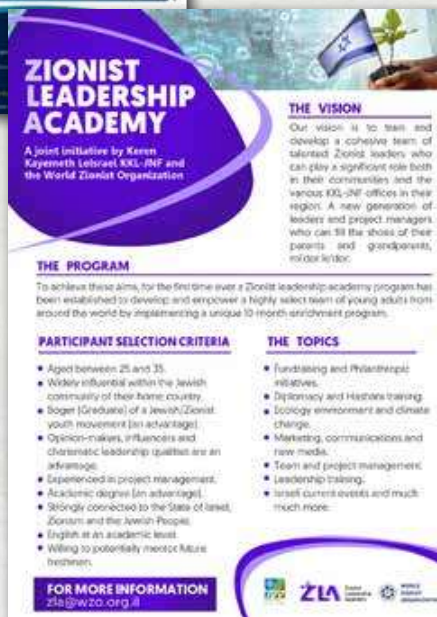 ZIONIST
LEADERSHIP
ACADEMY
A joint initiative by Keren
Kayemeth LeIsrael KKL-JNF and
the World Zionist Organization
THE VISION
Our vision is to train and
develop a cohesive team of
talented Zionist leaders who
can play a significant role both
in their communities and the
various KKL-JNF offices in their
region. A new generation of
leaders and project managers
who can fill the shoes of their
parents and grandparents,
m'dor le'dor.
THE PROGRAM
To achieve these aims, for the first time ever a Zionist leadership academy program has
been established to develop and empower a highly select team of young adults from
around the world by implementing a unique 10-month enrichment program.
PARTICIPANT SELECTION CRITERIA
• Aged between 25 and 35.
• Widely influential within the Jewish
community of their home country.
• Boger (Graduate) of a Jewish/Zionist
youth movement (an advantage).
• Opinion-makers, influencers and
charismatic leadership qualities are an
advantage.
• Experienced in project management.
• Academic degree (an advantage).
• Strongly connected to the State of Israel,
Zionism and the Jewish People.
• English at an academic level.
• Willing to potentially mentor future
freshmen.
THE TOPICS
• Fundraising and Philanthropic
initiatives.
• Diplomacy and Hasbara training.
• Ecology environment and climate
change.
• Marketing, communications and
new media.
• Team and project management.
• Leadership training.
• Israeli current events and much
much more.
FOR MORE INFORMATION
zla@wzo.org.il
ZLA
Zionist
Leadership
Academy
WORLD
ZIONIST
ORGANIZATION